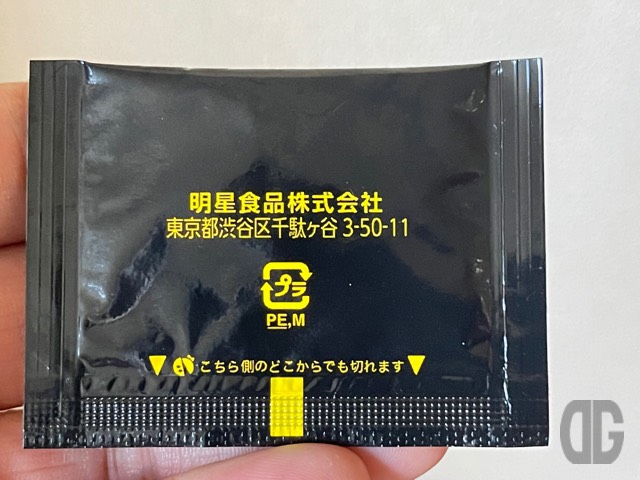 明星食品株式会社
東京都渋谷区千駄ヶ谷 3-50-11
プラ
PE,M
▼こちら側のどこからでも切れます▼
DG